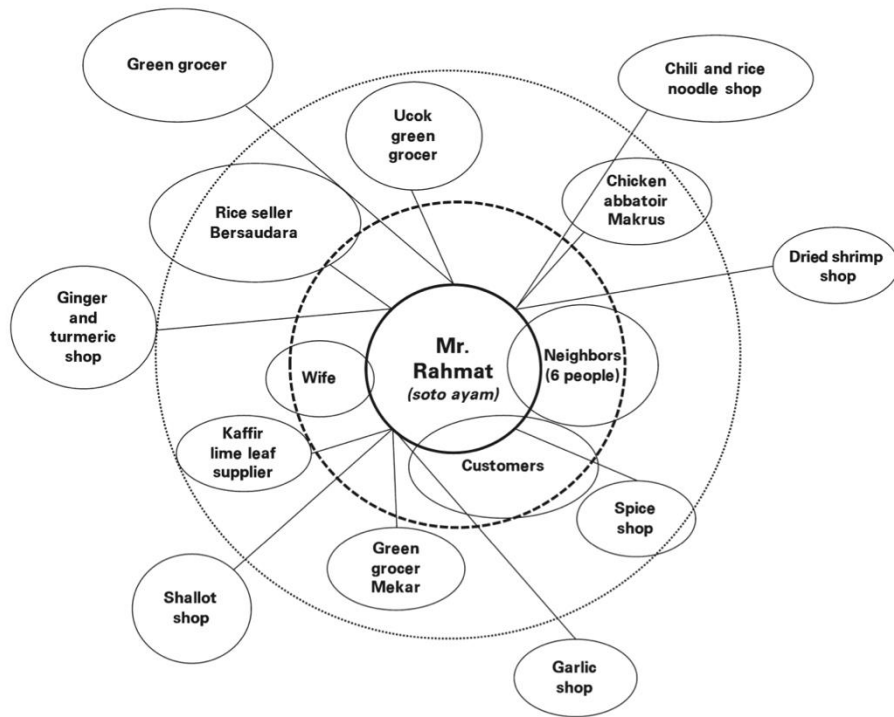 Green grocer
Chili and rice
noodle shop
Ucok
green
grocer
Chicken
abbatoir
Makrus
Rice seller
Bersaudara
Dried shrimp
shop
Ginger
and
turmeric
shop
Mr.
Rahmat
(soto ayam)
Neighbors
(6 people)
Wife
Kaffir
lime leaf
supplier
Customers
Spice
shop
Green
grocer
Mekar
Shallot
shop
Garlic
shop